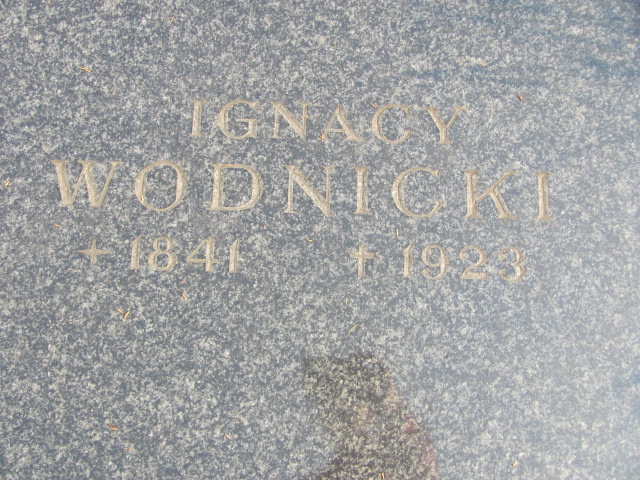 IGNACY
WODNICKI
+ 1841 † 1923